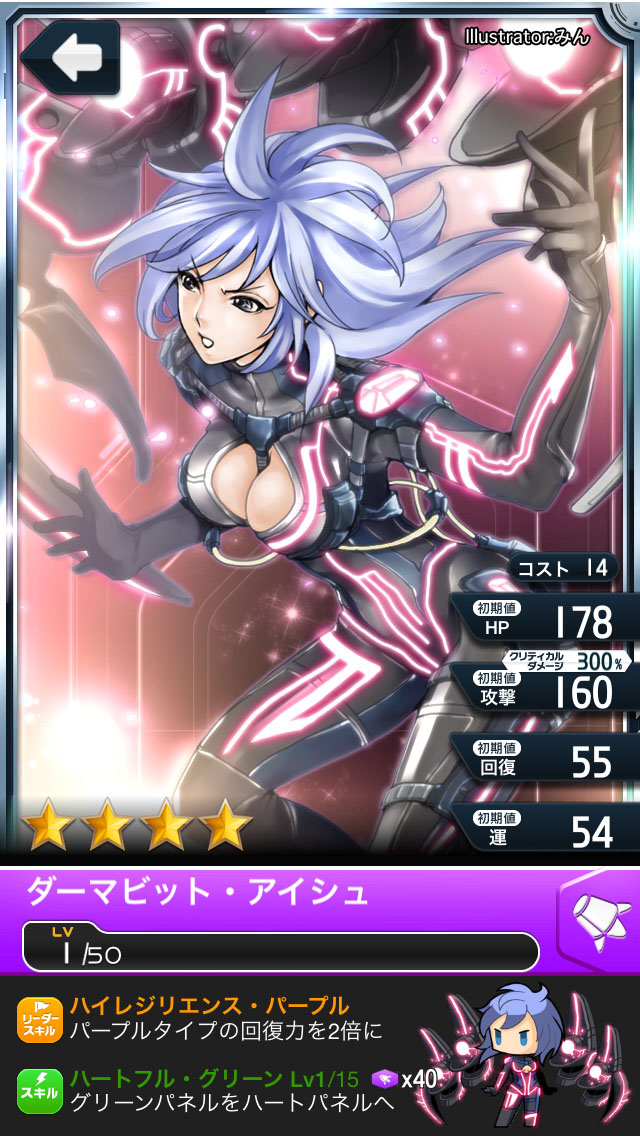 Illustrator:みん
コスト 14
初期値
HP 178
クリティカル
ダメージ 300%
初期値
攻撃 160
初期値
回復 55
初期値
運 54
ダーマビット・アイシュ
LV
1/50
リーダー
スキル
ハイレジリエンス・パープル
パープルタイプの回復力を2倍に
スキル
ハートフル・グリーン Lv1/15 x40
グリーンパネルをハートパネルへ